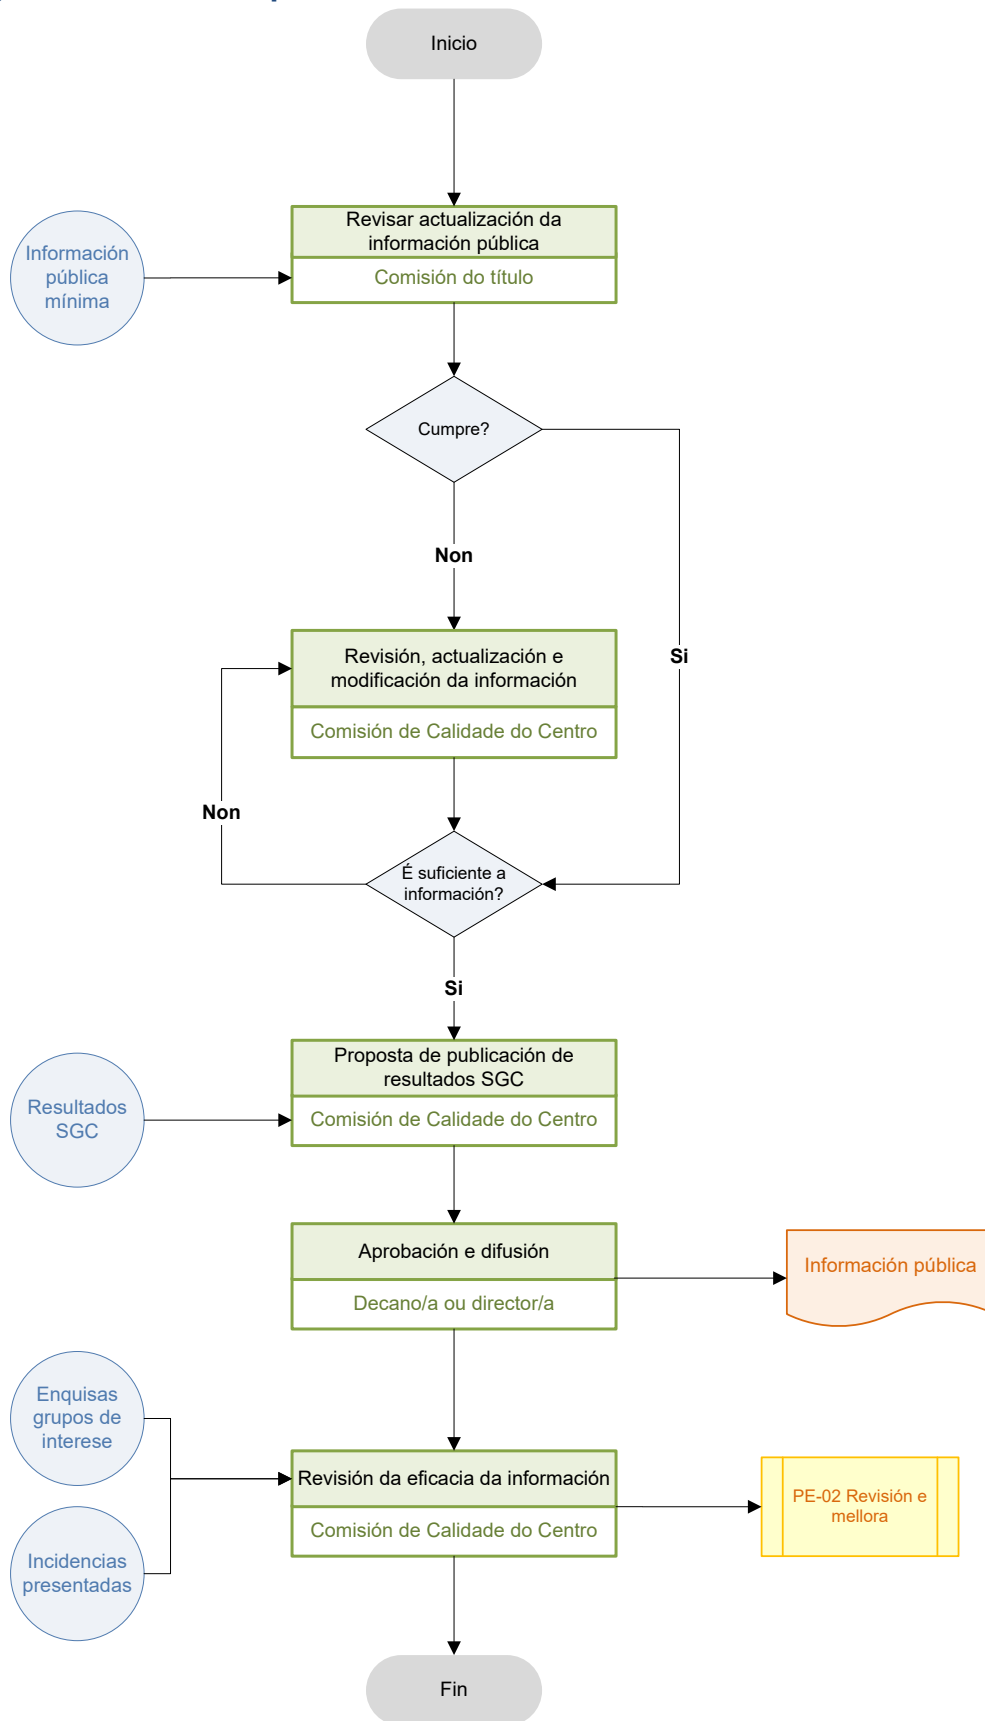 Inicio
Revisar actualización da
información pública
Comisión do título
Información
pública
mínima
Cumpre?
Non
Si
Revisión, actualización e
modificación da información
Comisión de Calidade do Centro
Non
É suficiente a
información?
Si
Proposta de publicación de
resultados SGC
Comisión de Calidade do Centro
Resultados
SGC
Aprobación e difusión
Decano/a ou director/a
Información pública
Enquisas
grupos de
interese
Revisión da eficacia da información
Comisión de Calidade do Centro
PE-02 Revisión e
mellora
Incidencias
presentadas
Fin